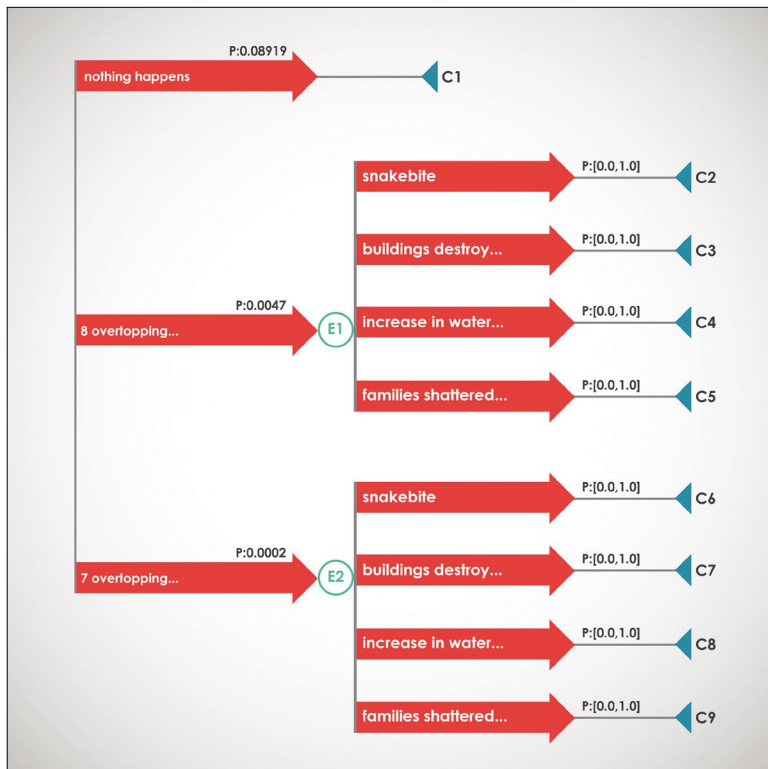 P:0.08919
nothing happens
C1
P:[0.0,1.0]
snakebite
C2
P:[0.0,1.0]
buildings destroy...
C3
P:0.0047
8 overtopping...
E1
P:[0.0,1.0]
increase in water...
C4
P:[0.0,1.0]
families shattered...
C5
P:[0.0,1.0]
snakebite
C6
P:0.0002
7 overtopping...
E2
P:[0.0,1.0]
buildings destroy...
C7
P:[0.0,1.0]
increase in water...
C8
P:[0.0,1.0]
families shattered...
C9